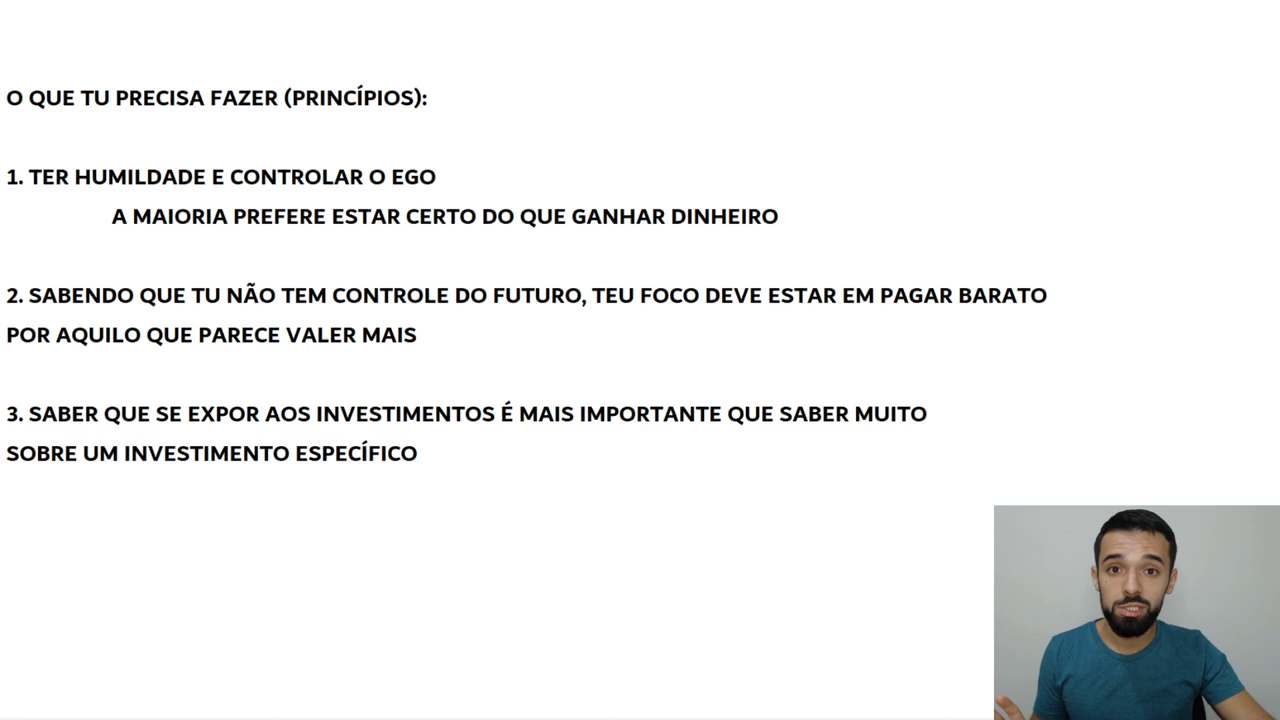 O QUE TU PRECISA FAZER (PRINCÍPIOS):
1. TER HUMILDADE E CONTROLAR O EGO
A MAIORIA PREFERE ESTAR CERTO DO QUE GANHAR DINHEIRO
2. SABENDO QUE TU NÃO TEM CONTROLE DO FUTURO, TEU FOCO DEVE ESTAR EM PAGAR BARATO
POR AQUILO QUE PARECE VALER MAIS
3. SABER QUE SE EXPOR AOS INVESTIMENTOS É MAIS IMPORTANTE QUE SABER MUITO
SOBRE UM INVESTIMENTO ESPECÍFICO